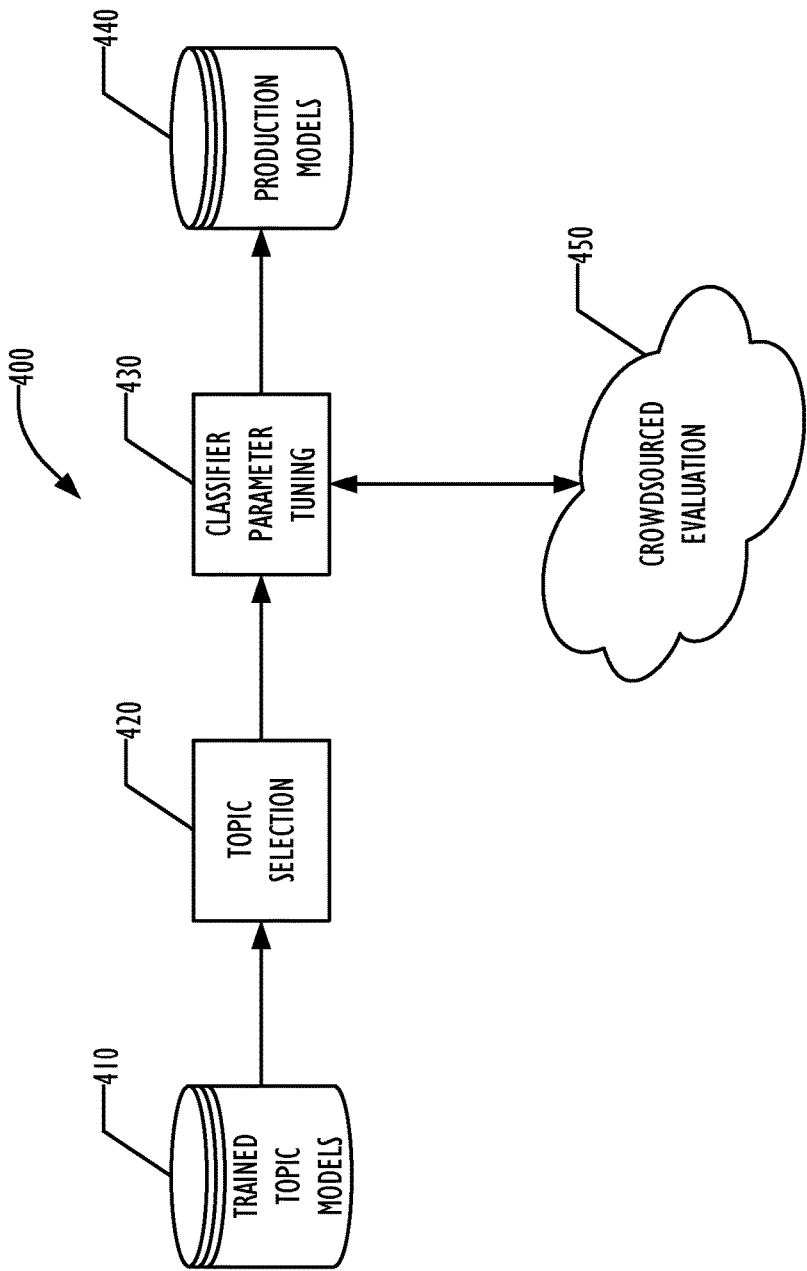 400
410
TRAINED
TOPIC
MODELS
420
TOPIC
SELECTION
430
CLASSIFIER
PARAMETER
TUNING
440
PRODUCTION
MODELS
450
CROWDSOURCED
EVALUATION